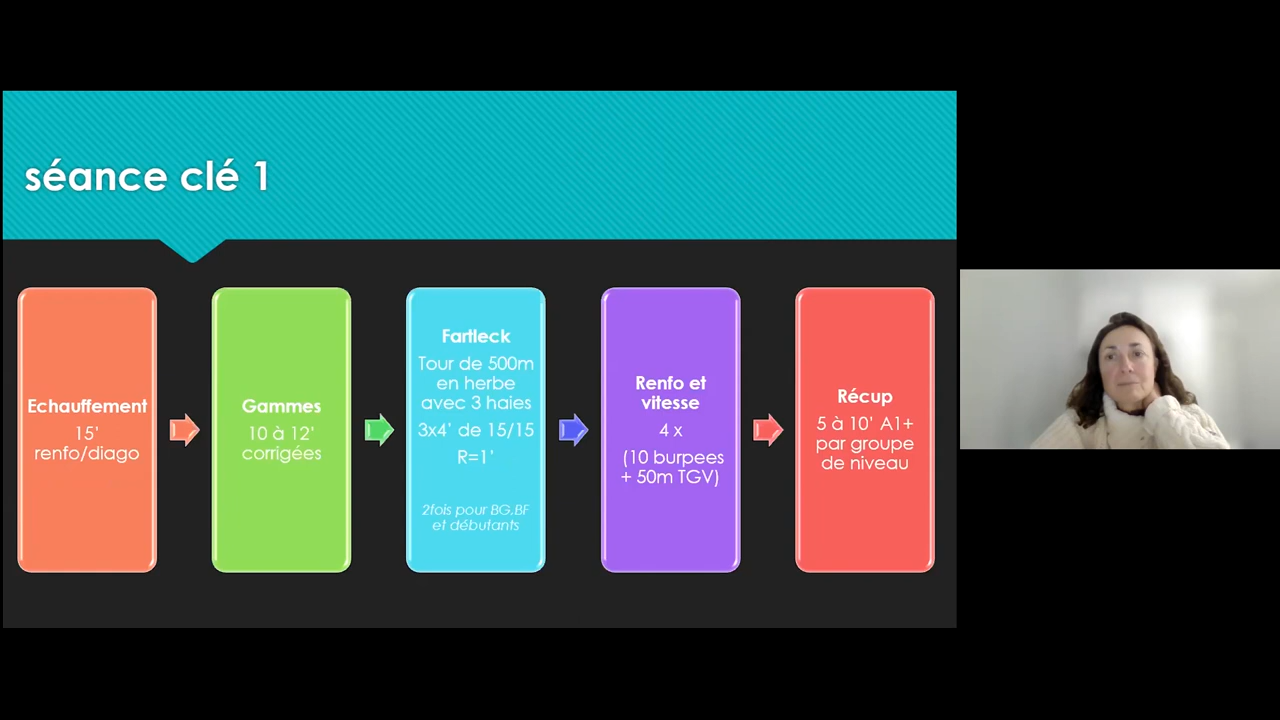 séance clé 1
Echauffement
15'
renfo/diago
Gammes
10 à 12'
corrigées
Fartleck
Tour de 500m
en herbe
avec 3 haies
3x4' de 15/15
R=1'
2fois pour BG,BF
et débutants
Renfo et
vitesse
4 x
(10 burpees
+ 50m TGV)
Récup
5 à 10' A1+
par groupe
de niveau